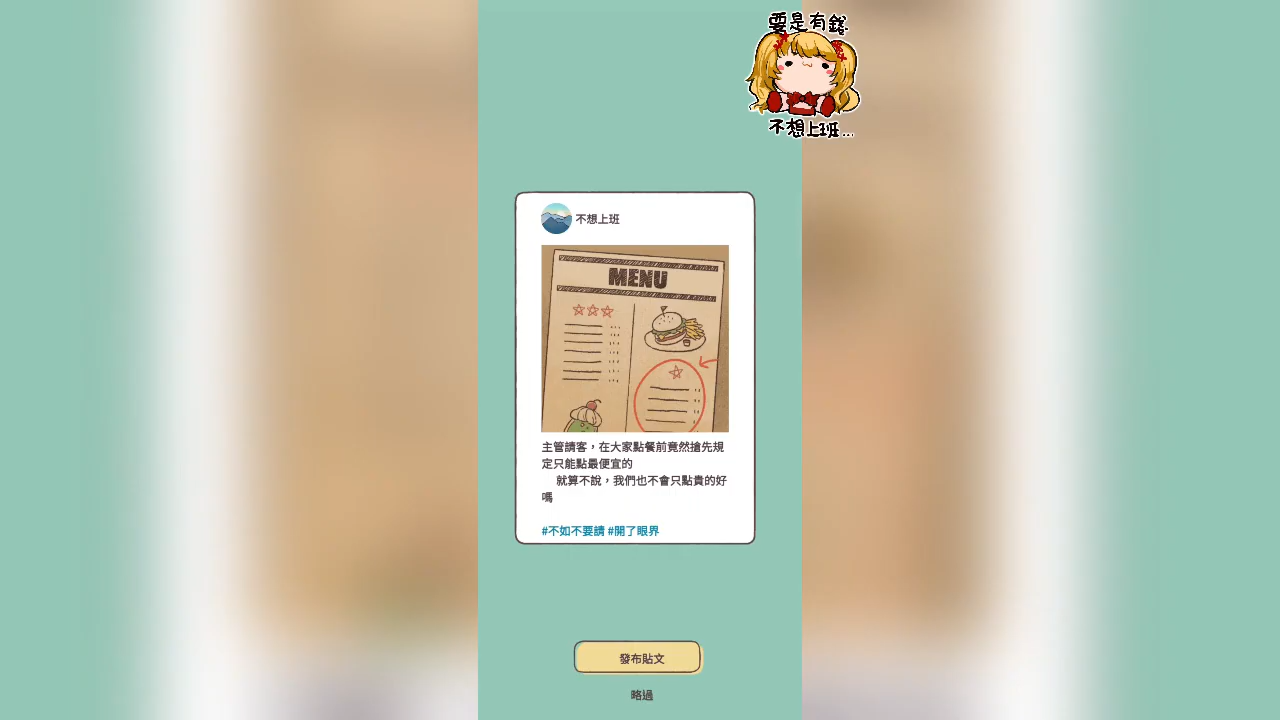 要是有錢
不想上班...
不想上班
MENU
主管請客，在大家點餐前竟然搶先規
定只能點最便宜的
就算不說，我們也不會只點貴的好
嗎
#不如不要請 #開了眼界
發布貼文
略過